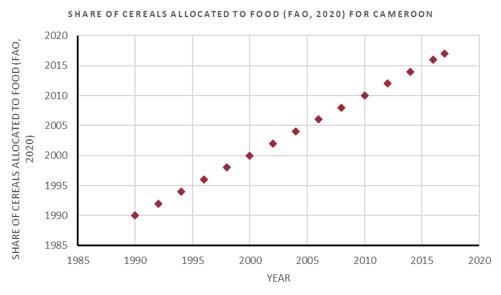 SHARE OF CEREALS ALLOCATED TO FOOD (FAO, 2020) FOR CAMEROON
SHARE OF CEREALS ALLOCATED TO FOOD (FAO,
2020)
2020
2015
2010
2005
2000
1995
1990
1985
1985 1990 1995 2000 2005 2010 2015 2020
YEAR